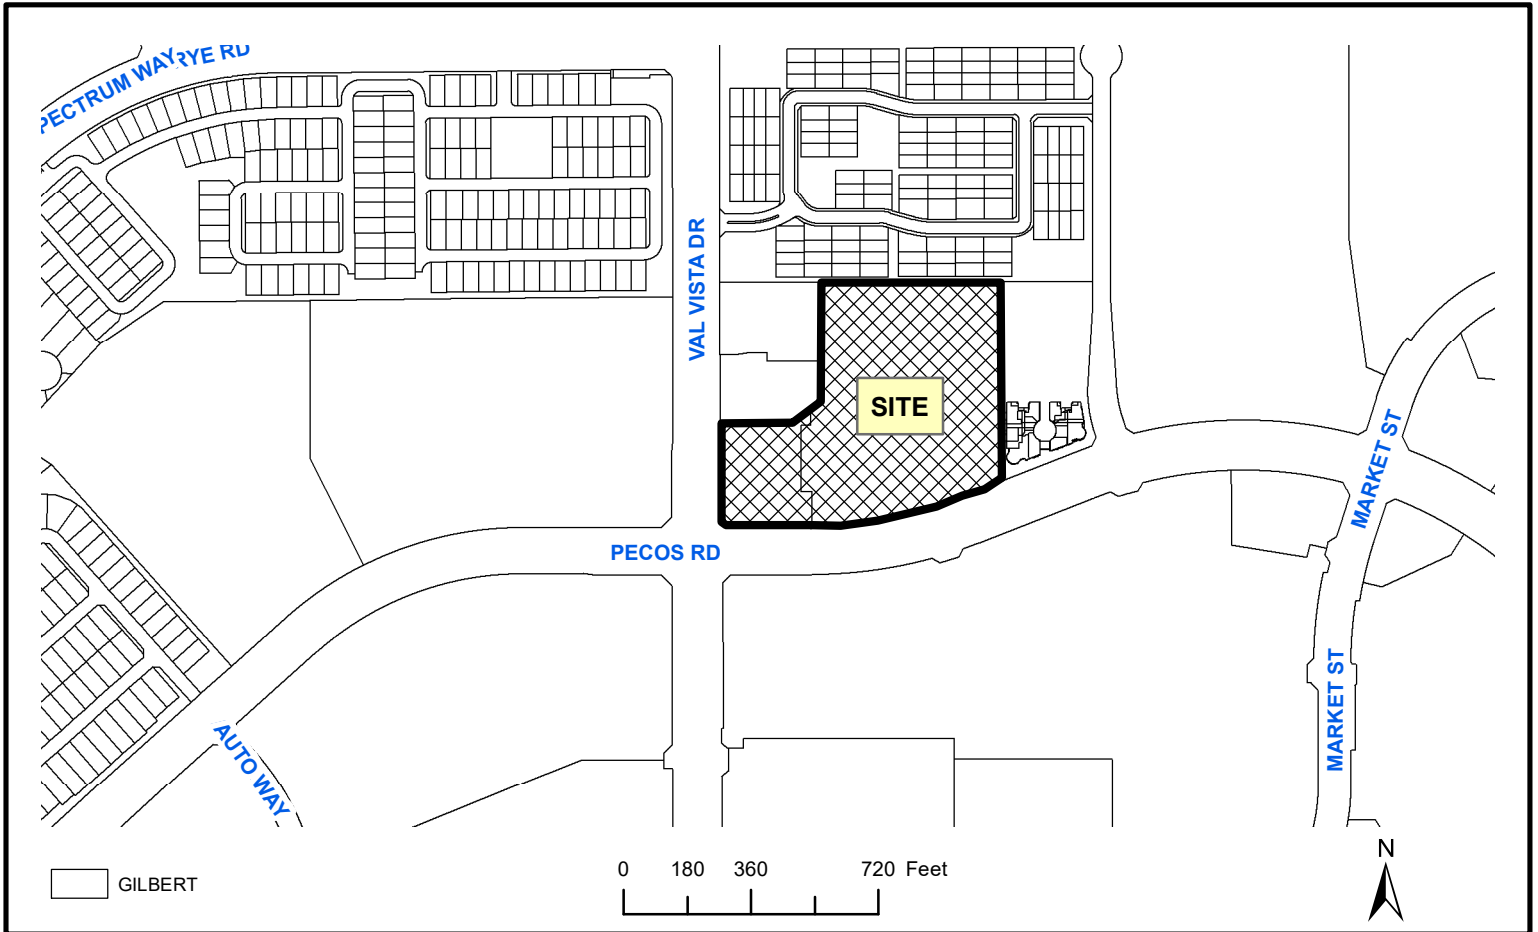 PECTRUM WAY
RYE RD
VAL VISTA DR
SITE
MARKET ST
PECOS RD
MARKET ST
AUTO WAY
GILBERT
0 180 360 720 Feet
N